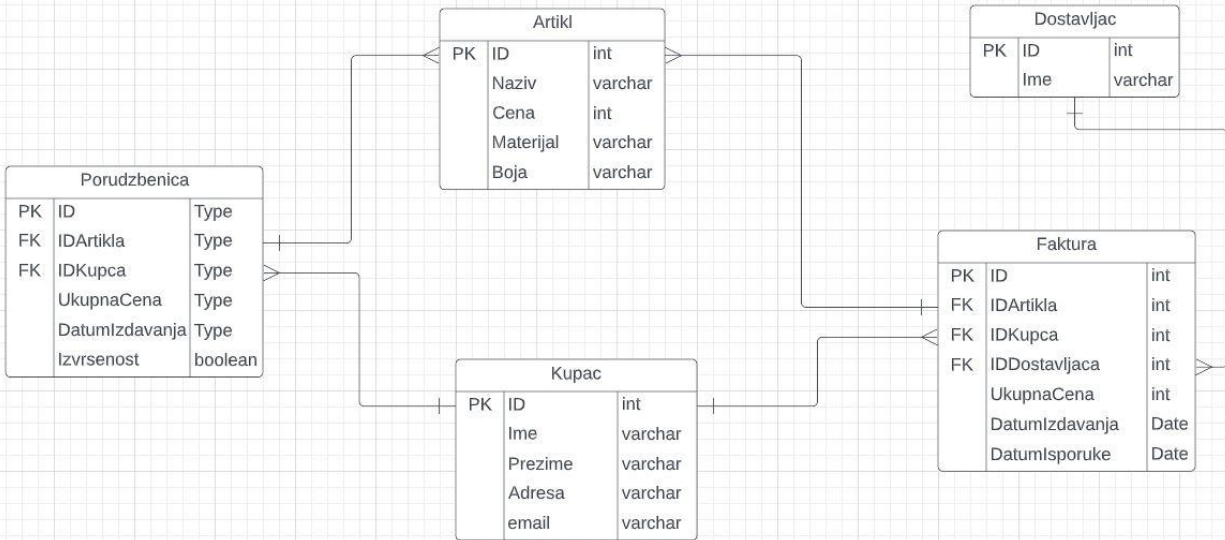 Artikl
PK ID int
Naziv varchar
Cena int
Materijal varchar
Boja varchar
Dostavljac
PK ID int
Ime varchar
Porudzbenica
PK ID Type
FK IDArtikla Type
FK IDKupca Type
UkupnaCena Type
DatumIzdavanja Type
Izvrsenost boolean
Kupac
PK ID int
Ime varchar
Prezime varchar
Adresa varchar
email varchar
Faktura
PK ID int
FK IDArtikla int
FK IDKupca int
FK IDDostavljaca int
UkupnaCena int
DatumIzdavanja Date
DatumIsporuke Date